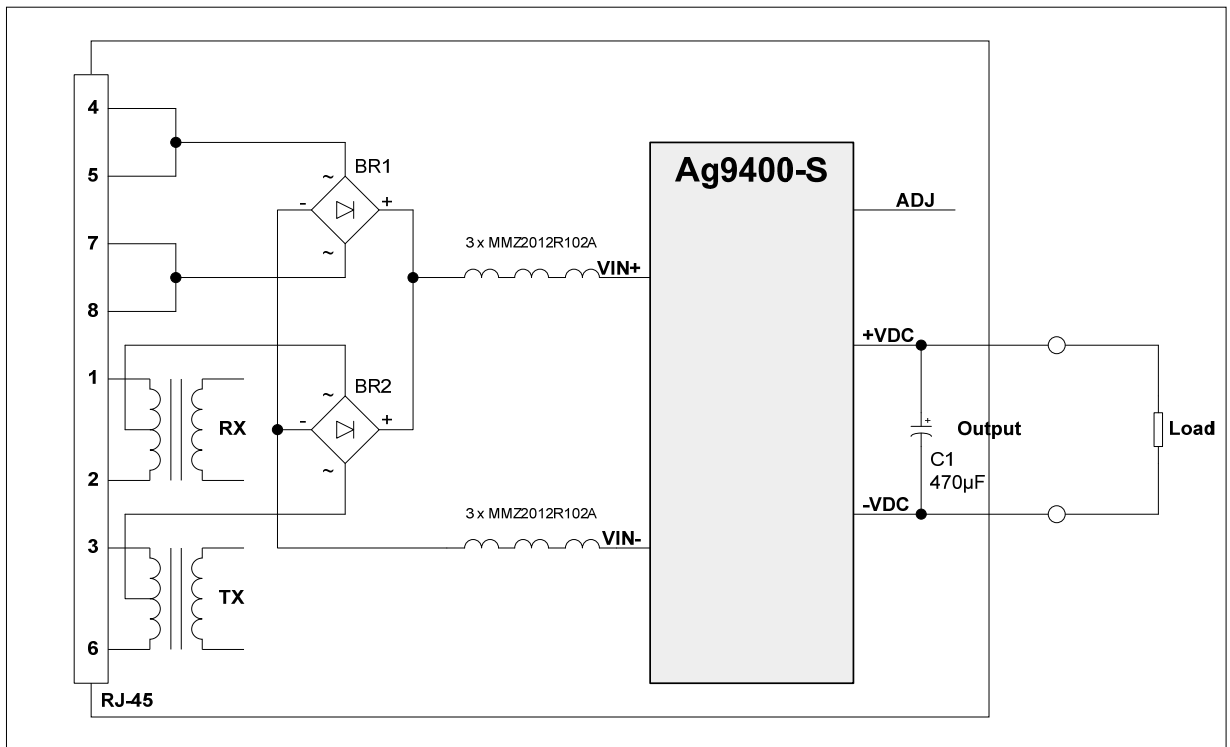 4
5
7
8
1
2
3
6
RJ-45
BR1
~
-
+
~
BR2
~
-
+
~
RX
TX
3 x MMZ2012R102A
VIN+
3 x MMZ2012R102A
VIN-
Ag9400-S
ADJ
+VDC
-VDC
+
C1
470µF
Output
Load